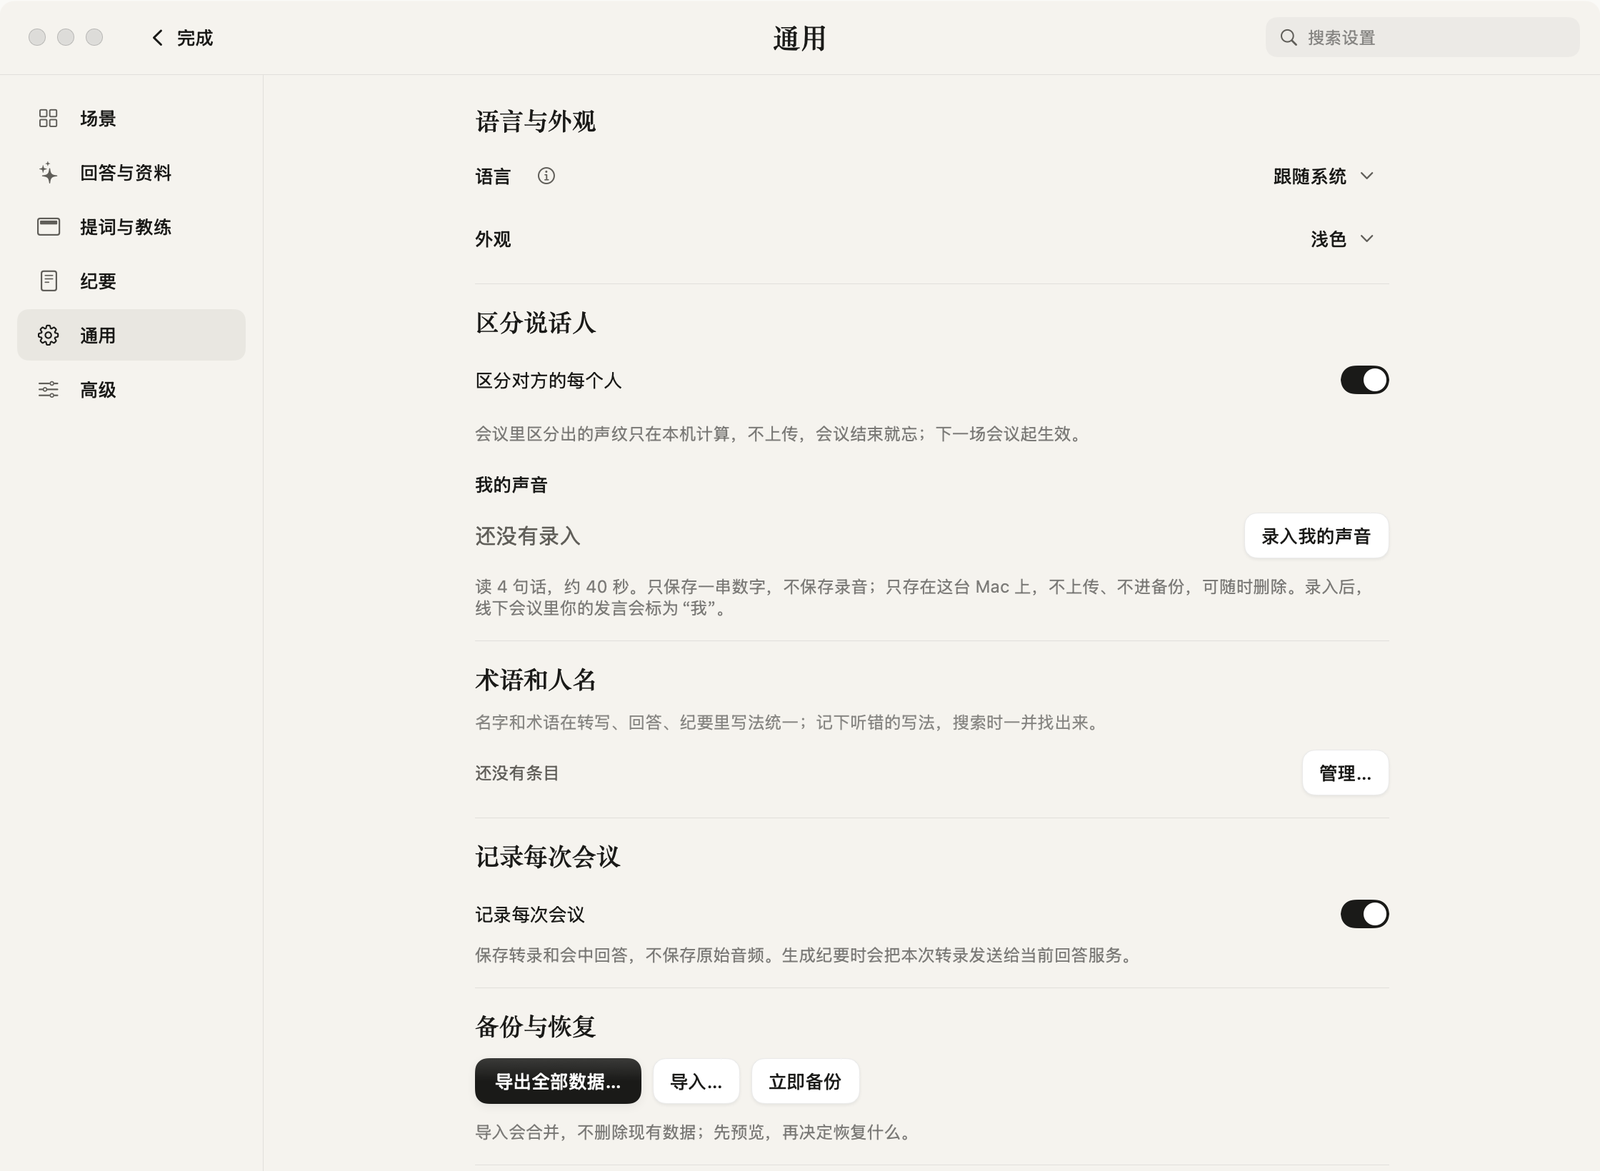 完成
通用
搜索设置
场景
回答与资料
提词与教练
纪要
通用
高级
语言与外观
语言
跟随系统
外观
浅色
区分说话人
区分对方的每个人
会议里区分出的声纹只在本机计算，不上传，会议结束就忘；下一场会议起生效。
我的声音
还没有录入
录入我的声音
读 4 句话，约 40 秒。只保存一串数字，不保存录音；只存在这台 Mac 上，不上传、不进备份，可随时删除。录入后，
线下会议里你的发言会标为“我”。
术语和人名
名字和术语在转写、回答、纪要里写法统一；记下听错的写法，搜索时一并找出来。
还没有条目
管理...
记录每次会议
记录每次会议
保存转录和会中回答，不保存原始音频。生成纪要时会把本次转录发送给当前回答服务。
备份与恢复
导出全部数据...
导入...
立即备份
导入会合并，不删除现有数据；先预览，再决定恢复什么。